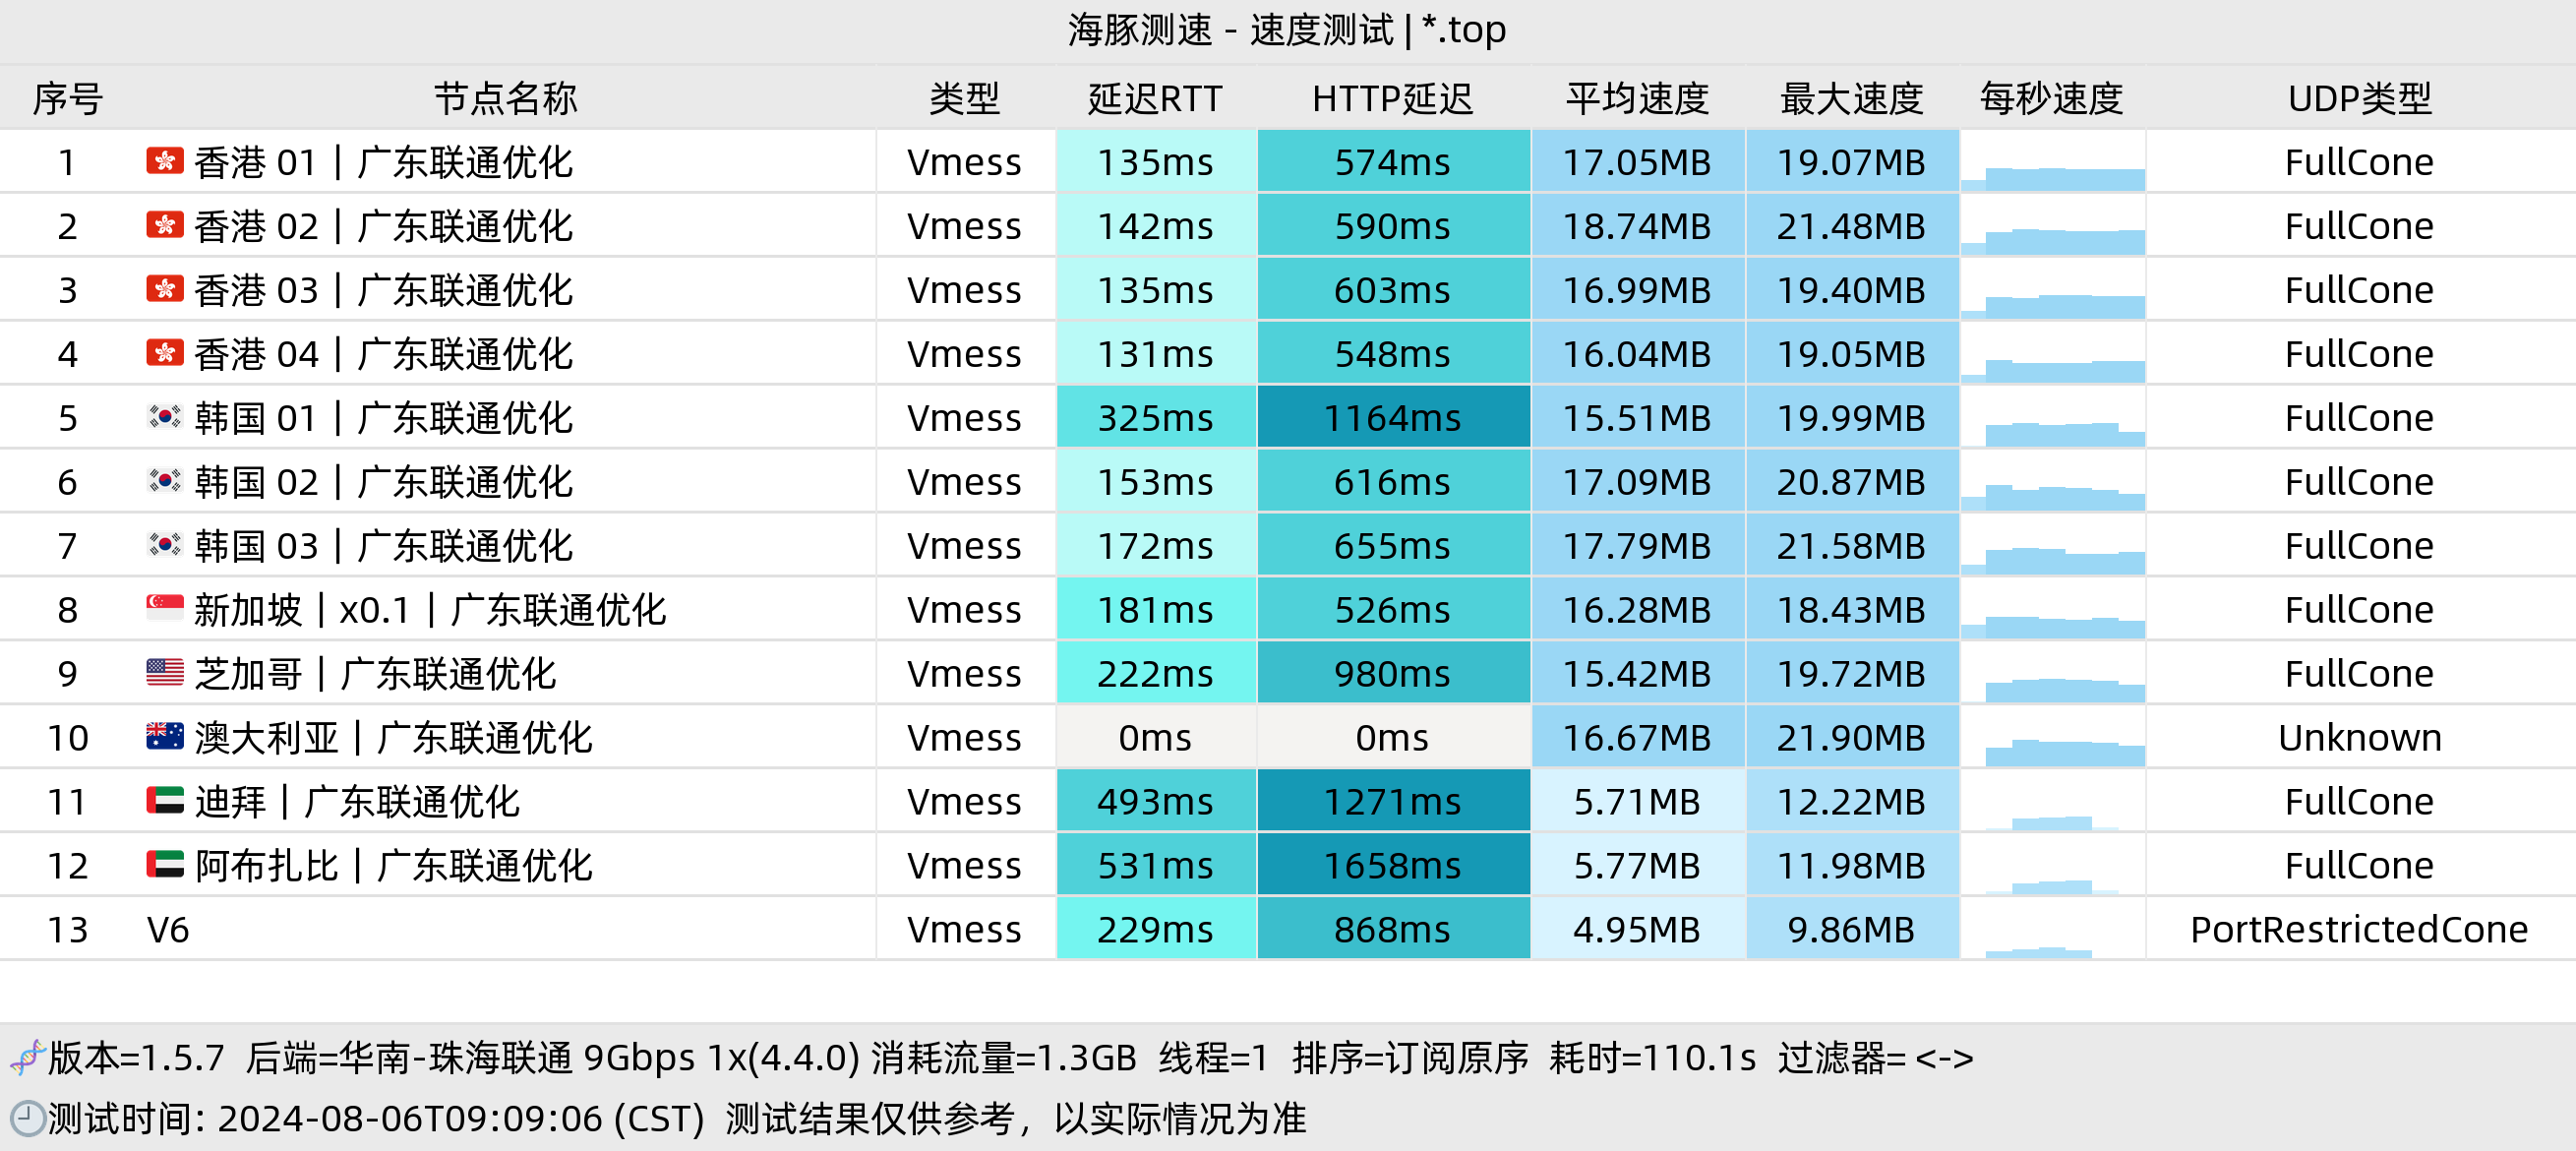 海豚测速 - 速度测试 | *.top
序号 节点名称 类型 延迟RTT HTTP延迟 平均速度 最大速度 每秒速度 UDP类型
1 香港 01 | 广东联通优化 Vmess 135ms 574ms 17.05MB 19.07MB FullCone
2 香港 02 | 广东联通优化 Vmess 142ms 590ms 18.74MB 21.48MB FullCone
3 香港 03 | 广东联通优化 Vmess 135ms 603ms 16.99MB 19.40MB FullCone
4 香港 04 | 广东联通优化 Vmess 131ms 548ms 16.04MB 19.05MB FullCone
5 韩国 01 | 广东联通优化 Vmess 325ms 1164ms 15.51MB 19.99MB FullCone
6 韩国 02 | 广东联通优化 Vmess 153ms 616ms 17.09MB 20.87MB FullCone
7 韩国 03 | 广东联通优化 Vmess 172ms 655ms 17.79MB 21.58MB FullCone
8 新加坡 | x0.1 | 广东联通优化 Vmess 181ms 526ms 16.28MB 18.43MB FullCone
9 芝加哥 | 广东联通优化 Vmess 222ms 980ms 15.42MB 19.72MB FullCone
10 澳大利亚 | 广东联通优化 Vmess 0ms 0ms 16.67MB 21.90MB Unknown
11 迪拜 | 广东联通优化 Vmess 493ms 1271ms 5.71MB 12.22MB FullCone
12 阿布扎比 | 广东联通优化 Vmess 531ms 1658ms 5.77MB 11.98MB FullCone
13 V6 Vmess 229ms 868ms 4.95MB 9.86MB PortRestrictedCone
版本=1.5.7 后端=华南-珠海联通 9Gbps 1x(4.4.0) 消耗流量=1.3GB 线程=1 排序=订阅原序 耗时=110.1s 过滤器= <->
测试时间: 2024-08-06T09:09:06 (CST) 测试结果仅供参考，以实际情况为准